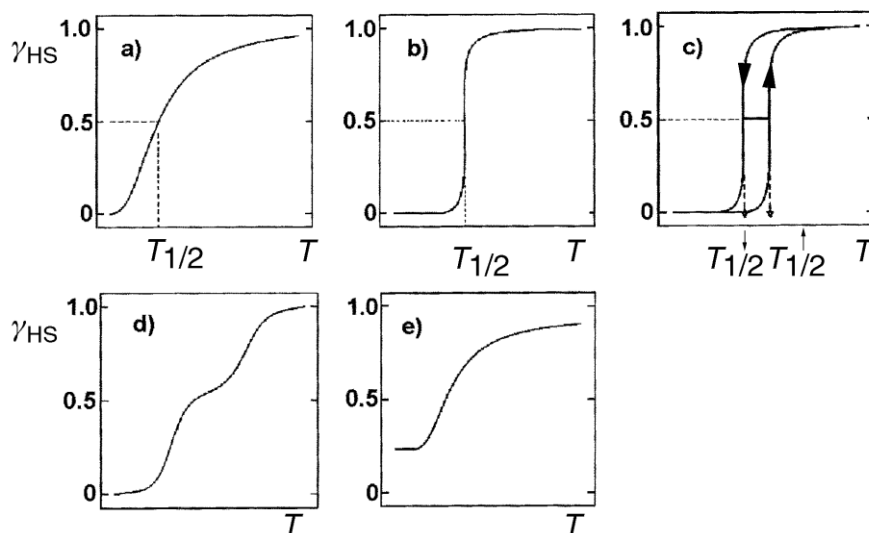 γHS 1.0 a) 1.0 b) 1.0 c)
0.5 0.5 0.5
0 0 0
T1/2 T T1/2 T T1/2 T1/2 T
γHS 1.0 d) 1.0 e)
0.5 0.5
0 0
T T